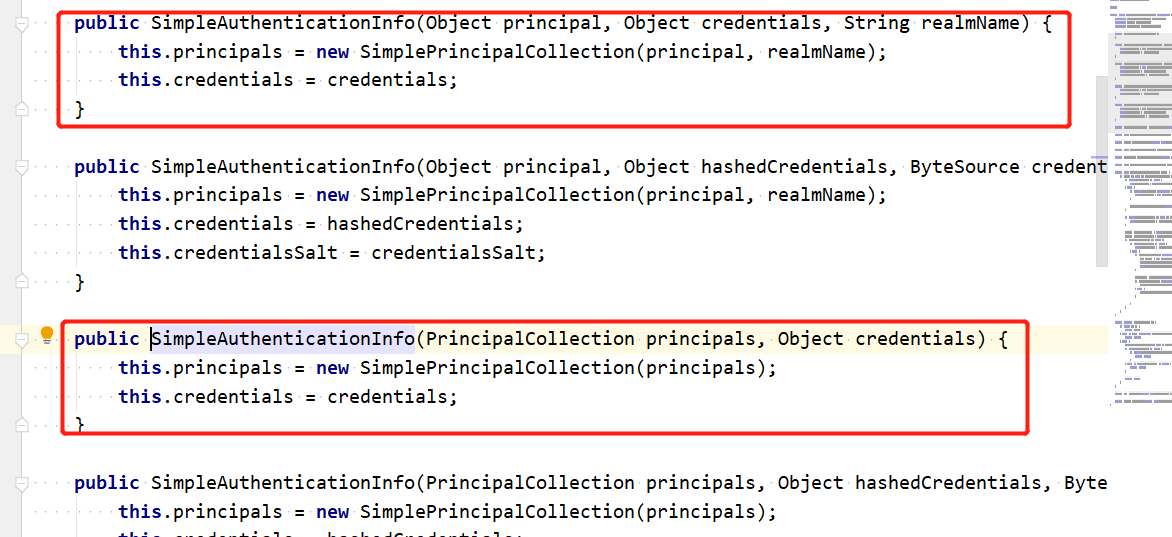 public SimpleAuthenticationInfo(Object principal, Object credentials, String realmName) {
this.principals = new SimplePrincipalCollection(principal, realmName);
this.credentials = credentials;
}
public SimpleAuthenticationInfo(Object principal, Object hashedCredentials, ByteSource credent
this.principals = new SimplePrincipalCollection(principal, realmName);
this.credentials = hashedCredentials;
this.credentialsSalt = credentialsSalt;
}
public SimpleAuthenticationInfo(PrincipalCollection principals, Object credentials) {
this.principals = new SimplePrincipalCollection(principals);
this.credentials = credentials;
}
public SimpleAuthenticationInfo(PrincipalCollection principals, Object hashedCredentials, Byte
this.principals = new SimplePrincipalCollection(principals);
this.credentials = hashedCredentials;